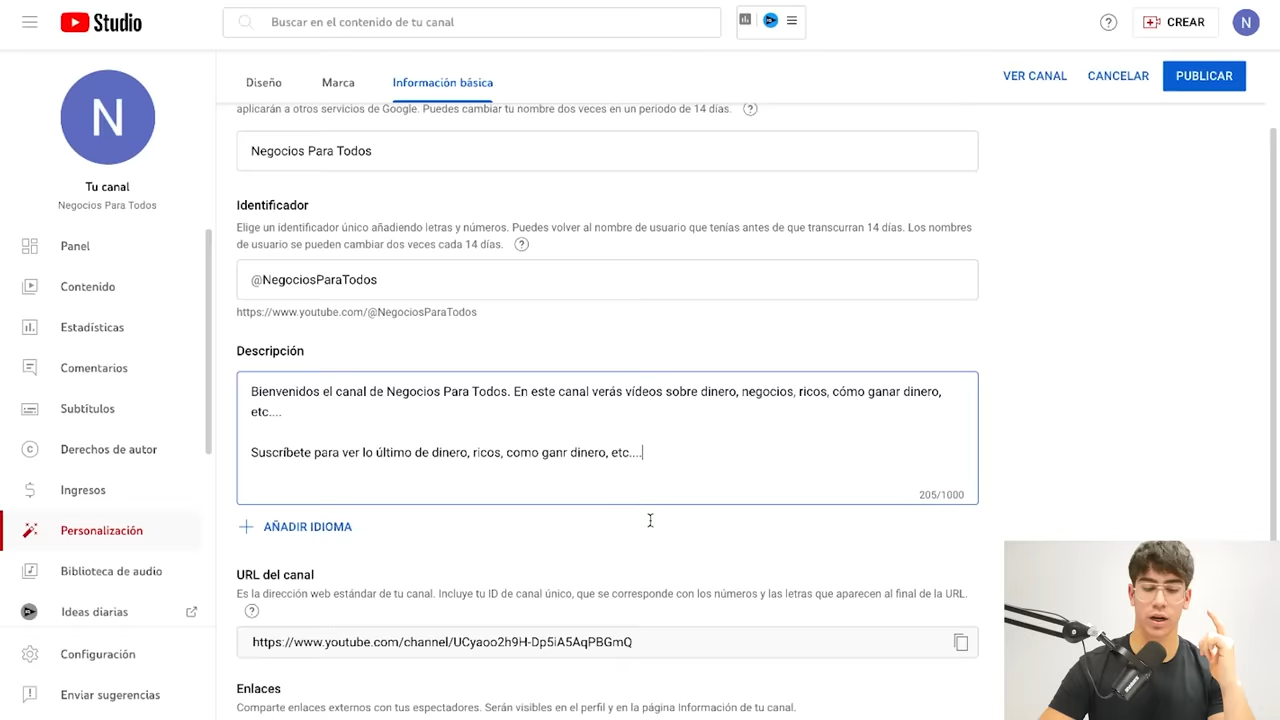 Studio
Buscar en el contenido de tu canal
CREAR
N
N
Tu canal
Negocios Para Todos
Panel
Contenido
Estadísticas
Comentarios
Subtítulos
Derechos de autor
Ingresos
Personalización
Biblioteca de audio
Ideas diarias
Configuración
Enviar sugerencias
Diseño
Marca
Información básica
VER CANAL
CANCELAR
PUBLICAR
aplicarán a otros servicios de Google. Puedes cambiar tu nombre dos veces en un periodo de 14 días.
Negocios Para Todos
Identificador
Elige un identificador único añadiendo letras y números. Puedes volver al nombre de usuario que tenías antes de que transcurran 14 días. Los nombres
de usuario se pueden cambiar dos veces cada 14 días.
@NegociosParaTodos
https://www.youtube.com/@NegociosParaTodos
Descripción
Bienvenidos el canal de Negocios Para Todos. En este canal verás vídeos sobre dinero, negocios, ricos, cómo ganar dinero,
etc....
Suscríbete para ver lo último de dinero, ricos, como ganr dinero, etc....
205/1000
AÑADIR IDIOMA
URL del canal
Es la dirección web estándar de tu canal. Incluye tu ID de canal único, que se corresponde con los números y las letras que aparecen al final de la URL.
https://www.youtube.com/channel/UCyaoo2h9H-Dp5iA5AqPBGmQ
Enlaces
Comparte enlaces externos con tus espectadores. Serán visibles en el perfil y en la página Información de tu canal.